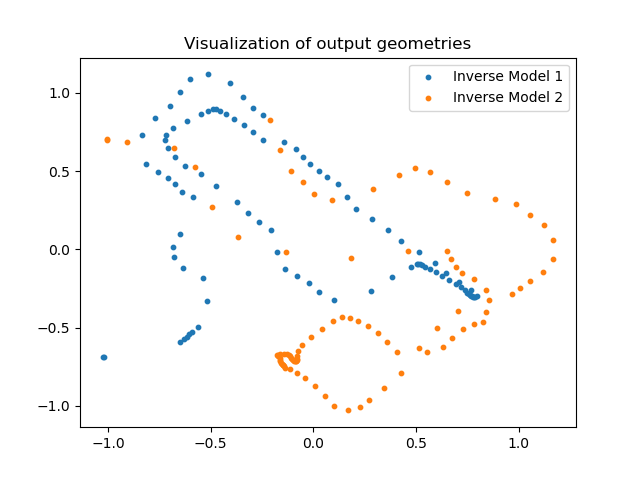 Visualization of output geometries
Inverse Model 1
Inverse Model 2
1.0
0.5
0.0
−0.5
−1.0
−1.0 −0.5 0.0 0.5 1.0